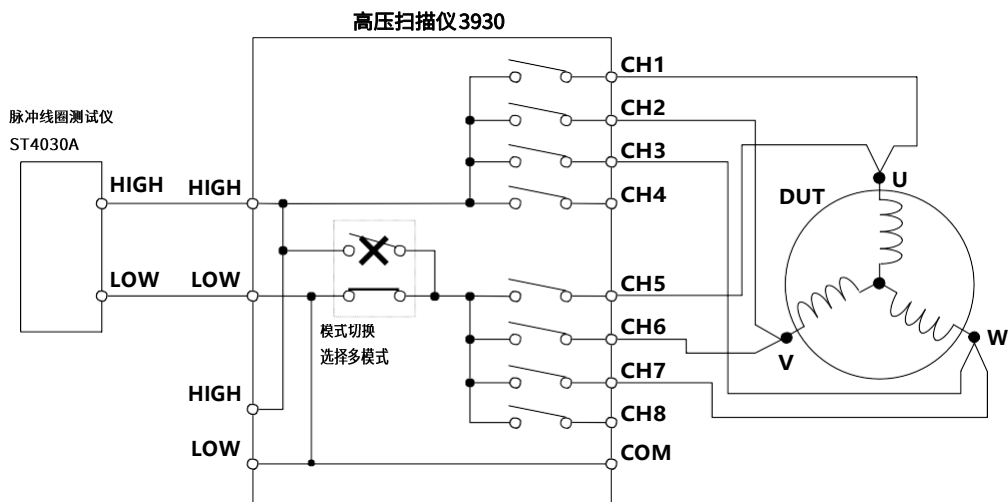 高压扫描仪3930
脉冲线圈测试仪
ST4030A
HIGH
HIGH
LOW
LOW
模式切换
选择多模式
HIGH
LOW
CH1
CH2
CH3
CH4
CH5
CH6
CH7
CH8
COM
DUT
U
V
W